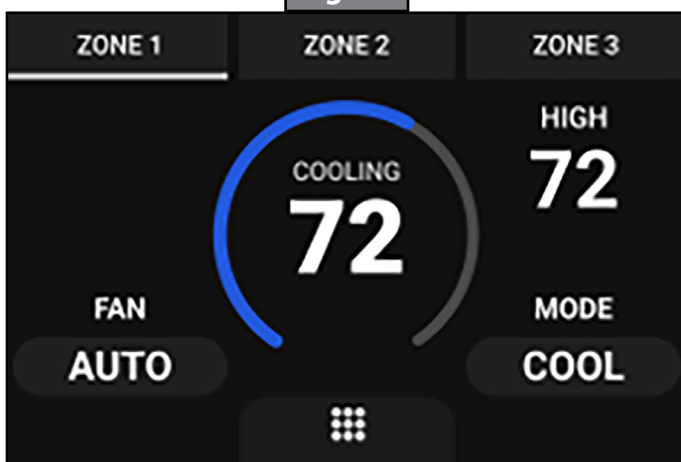 ZONE 1
ZONE 2
ZONE 3
HIGH
72
COOLING
72
FAN
AUTO
MODE
COOL